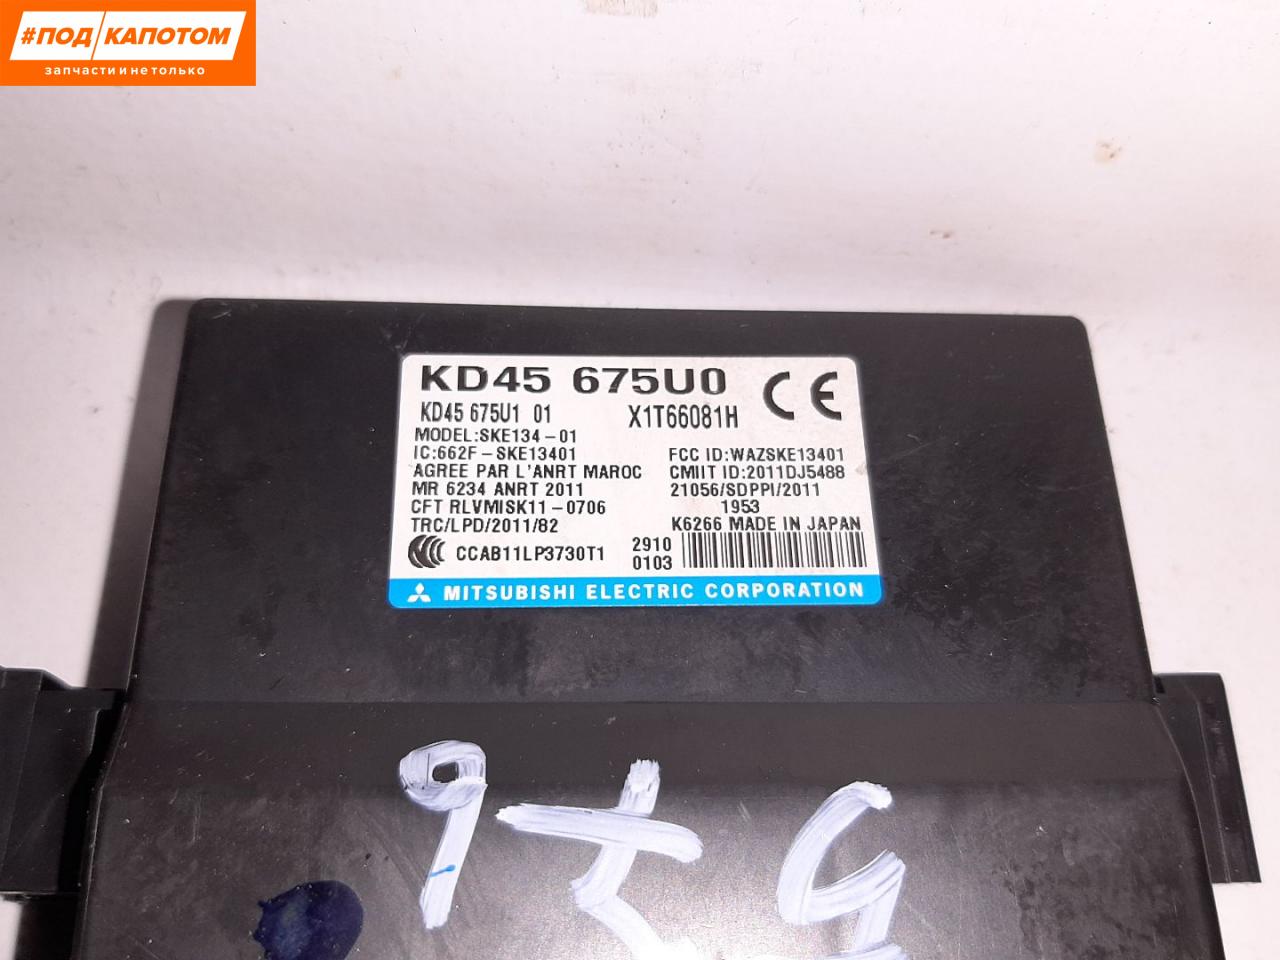 #ПОД КАПОТОМ
запчасти и не только
KD45 675U0
KD45 675U1 01 X1T66081H
MODEL:SKE134-01
IC:662F-SKE13401 FCC ID:WAZSKE13401
AGREE PAR L'ANRT MAROC CMIIT ID:2011DJ5488
MR 6234 ANRT 2011 21056/SDPPI/2011
CFT RLVMISK11-0706 1953
TRC/LPD/2011/82 K6266 MADE IN JAPAN
CCAB11LP3730T1 2910
0103
MITSUBISHI ELECTRIC CORPORATION